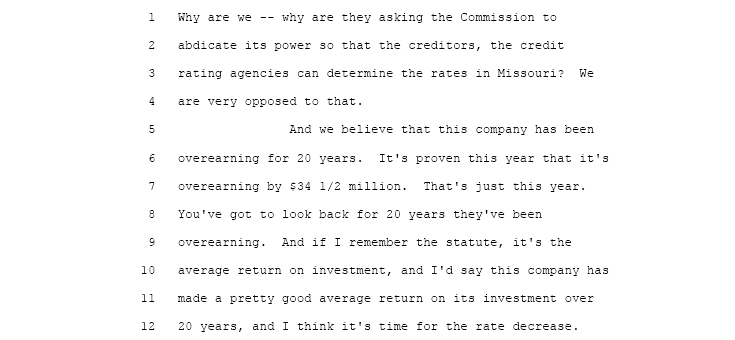 1 Why are we -- why are they asking the Commission to
2 abdicate its power so that the creditors, the credit
3 rating agencies can determine the rates in Missouri?  We
4 are very opposed to that.
5 And we believe that this company has been
6 overearning for 20 years.  It's proven this year that it's
7 overearning by $34 1/2 million.  That's just this year.
8 You've got to look back for 20 years they've been
9 overearning.  And if I remember the statute, it's the
10 average return on investment, and I'd say this company has
11 made a pretty good average return on its investment over
12 20 years, and I think it's time for the rate decrease.